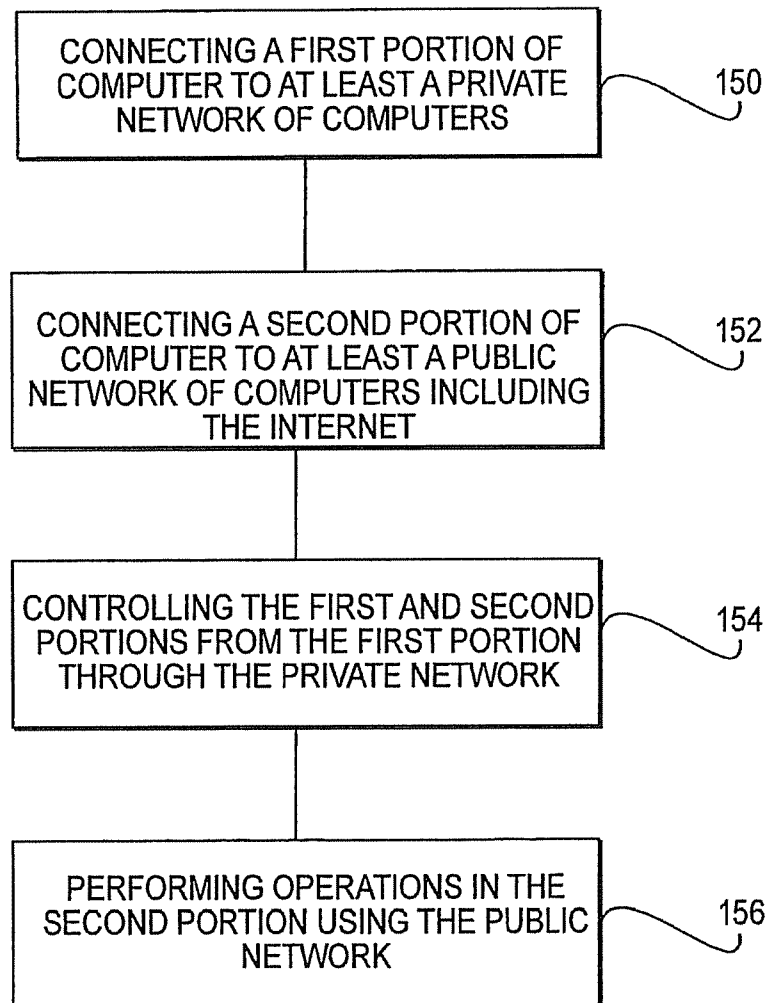 CONNECTING A FIRST PORTION OF
COMPUTER TO AT LEAST A PRIVATE
NETWORK OF COMPUTERS
150
CONNECTING A SECOND PORTION OF
COMPUTER TO AT LEAST A PUBLIC
NETWORK OF COMPUTERS INCLUDING
THE INTERNET
152
CONTROLLING THE FIRST AND SECOND
PORTIONS FROM THE FIRST PORTION
THROUGH THE PRIVATE NETWORK
154
PERFORMING OPERATIONS IN THE
SECOND PORTION USING THE PUBLIC
NETWORK
156